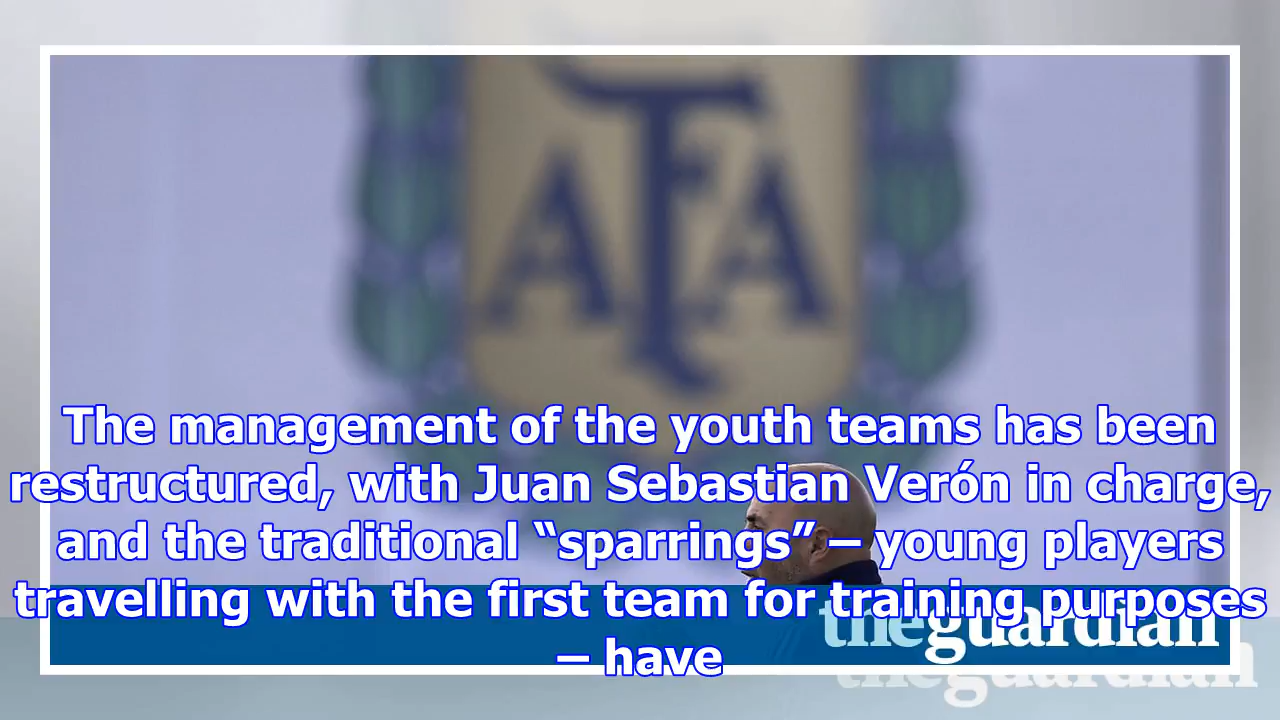 AFA
The management of the youth teams has been
restructured, with Juan Sebastian Verón in charge,
and the traditional “sparrings” – young players
travelling with the first team for training purposes
– have
theguardian
theguardian